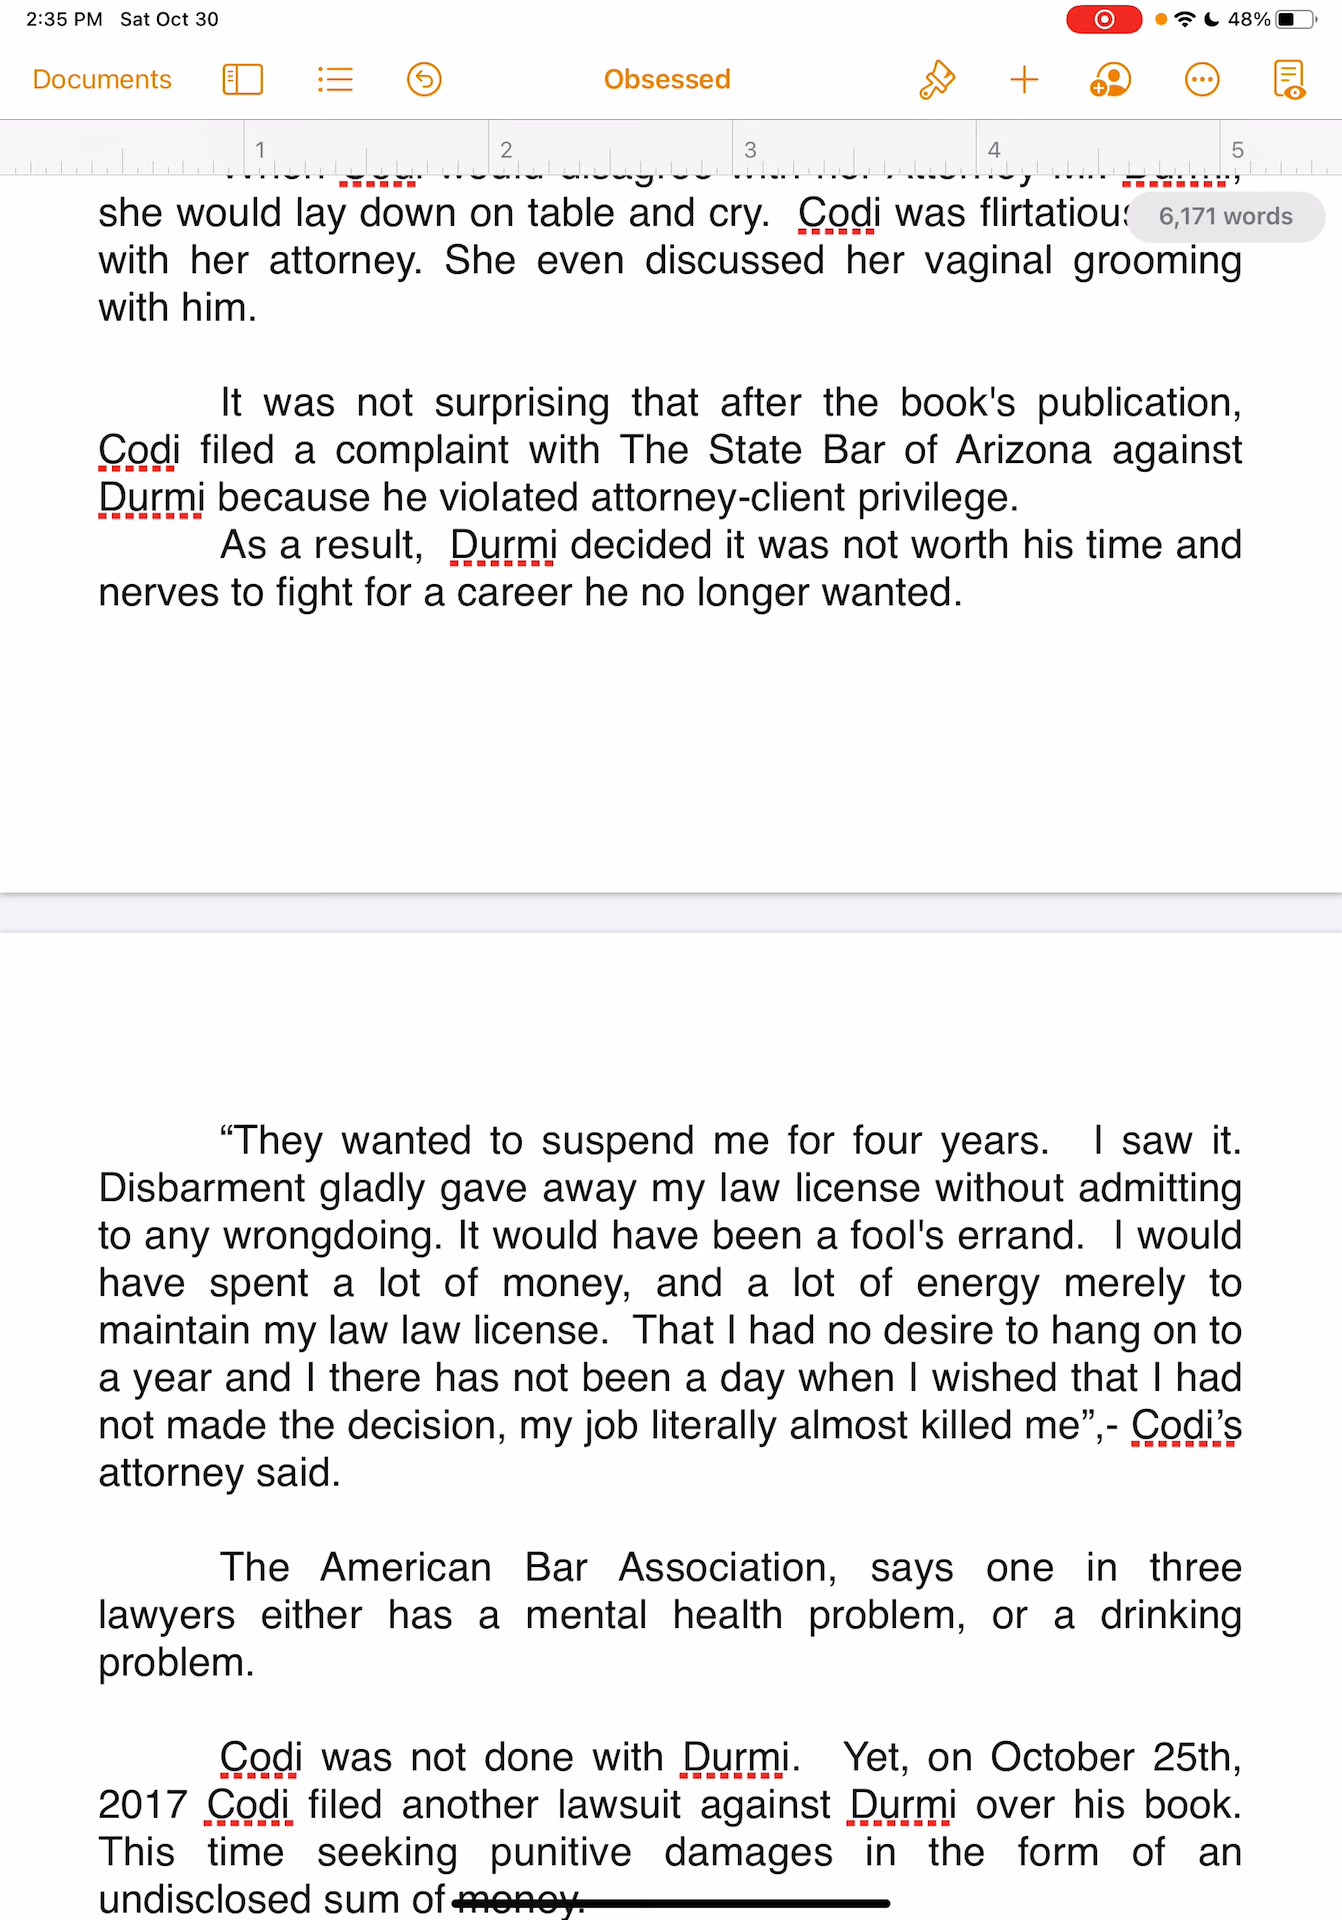 2:35 PM Sat Oct 30
48%
Documents
Obsessed
1 2 3 4 5
When Codi would disagree with her Attorney Mr. Durmi,
she would lay down on table and cry. Codi was flirtatious
6,171 words
with her attorney. She even discussed her vaginal grooming
with him.
It was not surprising that after the book's publication,
Codi filed a complaint with The State Bar of Arizona against
Durmi because he violated attorney-client privilege.
As a result, Durmi decided it was not worth his time and
nerves to fight for a career he no longer wanted.
“They wanted to suspend me for four years. I saw it.
Disbarment gladly gave away my law license without admitting
to any wrongdoing. It would have been a fool's errand. I would
have spent a lot of money, and a lot of energy merely to
maintain my law law license. That I had no desire to hang on to
a year and I there has not been a day when I wished that I had
not made the decision, my job literally almost killed me”,- Codi’s
attorney said.
The American Bar Association, says one in three
lawyers either has a mental health problem, or a drinking
problem.
Codi was not done with Durmi. Yet, on October 25th,
2017 Codi filed another lawsuit against Durmi over his book.
This time seeking punitive damages in the form of an
undisclosed sum of money.